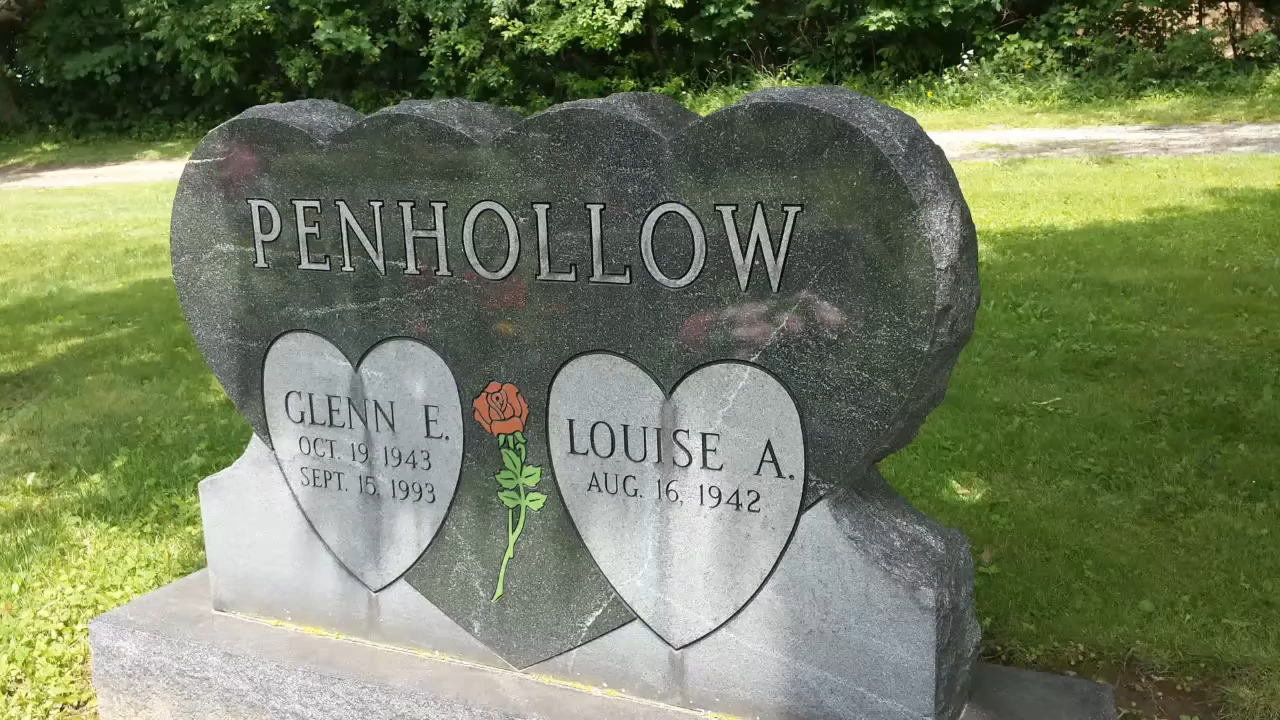 PENHOLLOW
GLENN E.
OCT. 19, 1943
SEPT. 15, 1993
LOUISE A.
AUG. 16, 1942